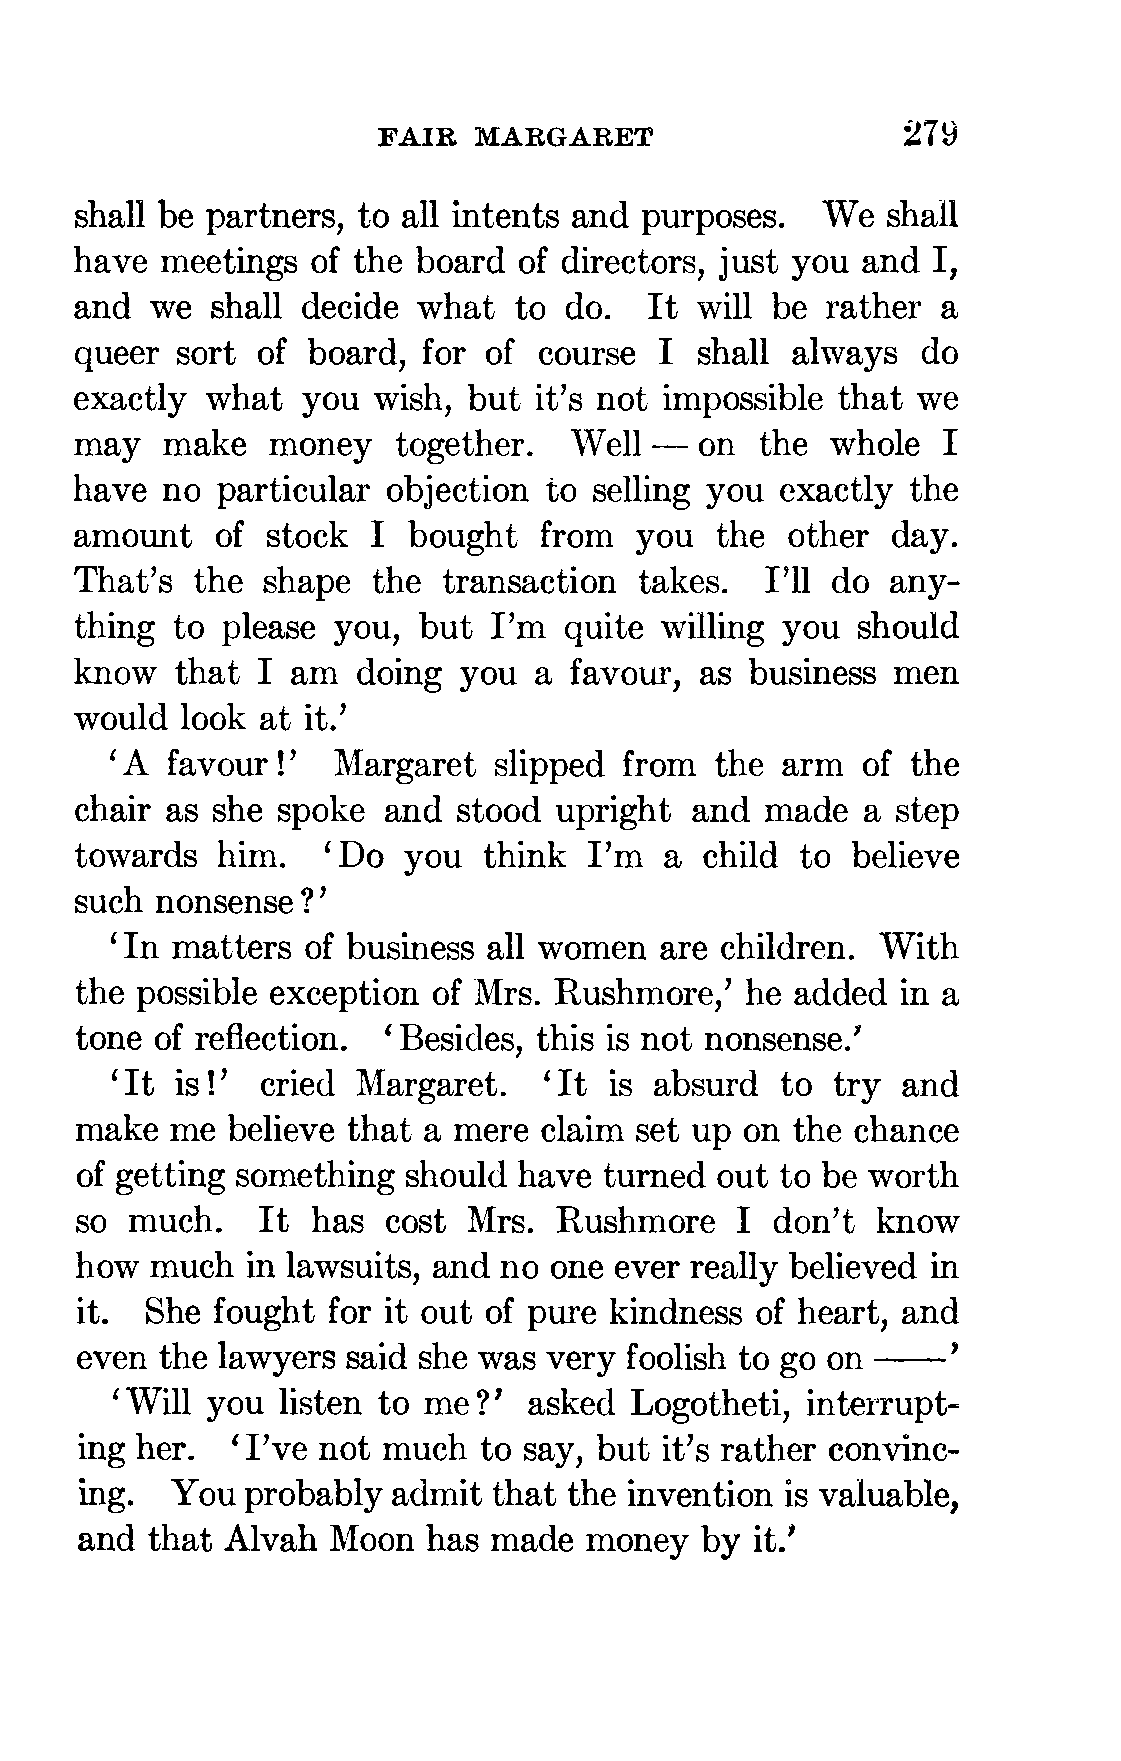 FAIR MARGARET 279
shall be partners, to all intents and purposes. We shall
have meetings of the board of directors, just you and I,
and we shall decide what to do. It will be rather a
queer sort of board, for of course I shall always do
exactly what you wish, but it's not impossible that we
may make money together. Well — on the whole I
have no particular objection to selling you exactly the
amount of stock I bought from you the other day.
That's the shape the transaction takes. I'll do any-
thing to please you, but I'm quite willing you should
know that I am doing you a favour, as business men
would look at it.'
'A favour!' Margaret slipped from the arm of the
chair as she spoke and stood upright and made a step
towards him. 'Do you think I'm a child to believe
such nonsense?'
'In matters of business all women are children. With
the possible exception of Mrs. Rushmore,' he added in a
tone of reflection. 'Besides, this is not nonsense.'
'It is!' cried Margaret. 'It is absurd to try and
make me believe that a mere claim set up on the chance
of getting something should have turned out to be worth
so much. It has cost Mrs. Rushmore I don't know
how much in lawsuits, and no one ever really believed in
it. She fought for it out of pure kindness of heart, and
even the lawyers said she was very foolish to go on ——'
'Will you listen to me?' asked Logotheti, interrupt-
ing her. 'I've not much to say, but it's rather convinc-
ing. You probably admit that the invention is valuable,
and that Alvah Moon has made money by it.'